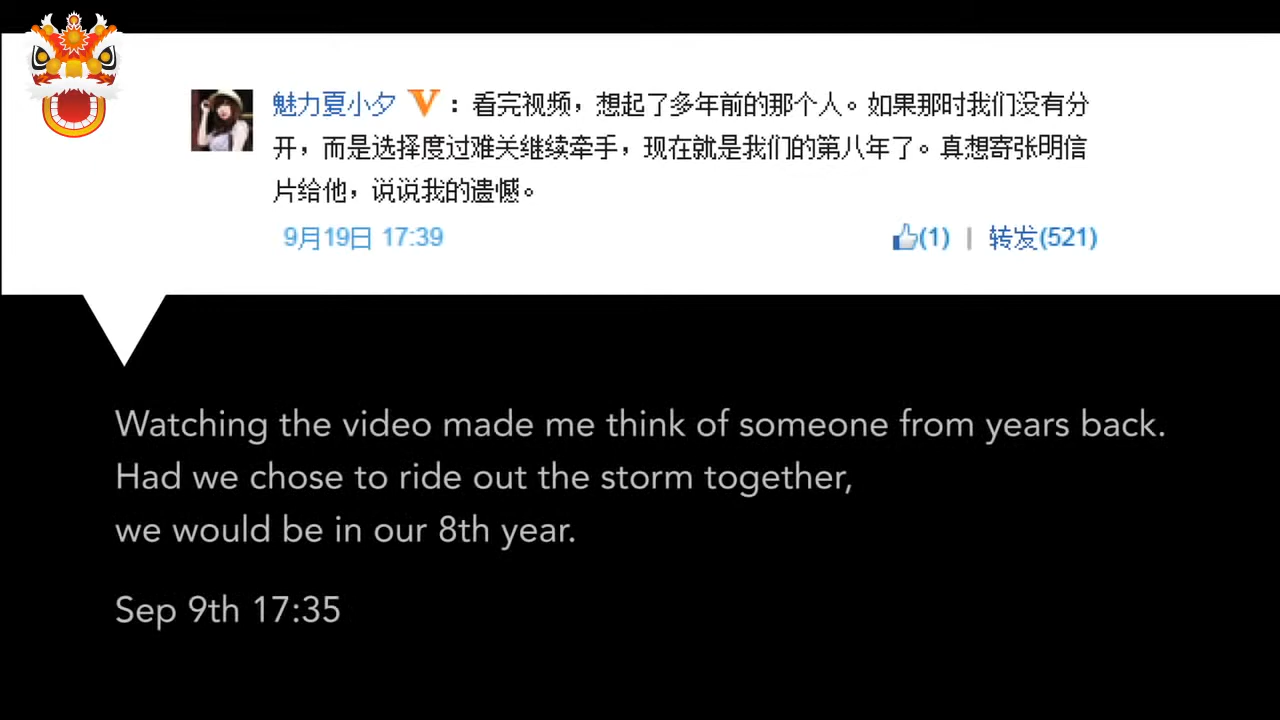 魅力夏小夕 V：看完视频，想起了多年前的那个人。如果那时我们没有分
开，而是选择度过难关继续牵手，现在就是我们的第八年了。真想寄张明信
片给他，说说我的遗憾。
9月19日 17:39 (1) | 转发(521)
Watching the video made me think of someone from years back.
Had we chose to ride out the storm together,
we would be in our 8th year.
Sep 9th 17:35